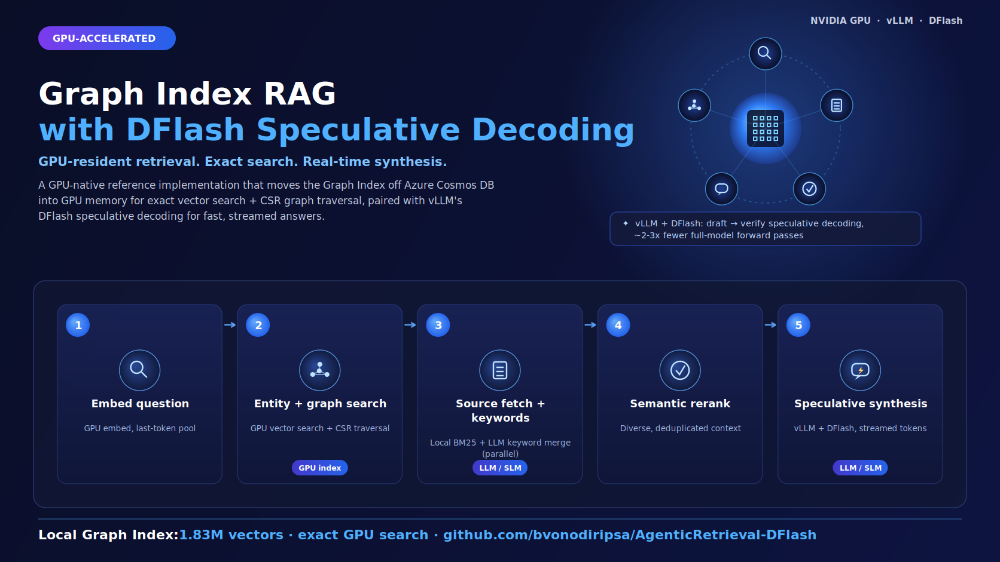 NVIDIA GPU · vLLM · DFlash
GPU-ACCELERATED
Graph Index RAG
with DFlash Speculative Decoding
GPU-resident retrieval. Exact search. Real-time synthesis.
A GPU-native reference implementation that moves the Graph Index off Azure Cosmos DB
into GPU memory for exact vector search + CSR graph traversal, paired with vLLM's
DFlash speculative decoding for fast, streamed answers.
✦ vLLM + DFlash: draft → verify speculative decoding,
~2-3x fewer full-model forward passes
1
Embed question
GPU embed, last-token pool
2
Entity + graph search
GPU vector search + CSR traversal
GPU index
3
Source fetch +
keywords
Local BM25 + LLM keyword merge
(parallel)
LLM / SLM
4
Semantic rerank
Diverse, deduplicated context
5
Speculative synthesis
vLLM + DFlash, streamed tokens
LLM / SLM
Local Graph Index:1.83M vectors · exact GPU search · github.com/bvonodiripsa/AgenticRetrieval-DFlash